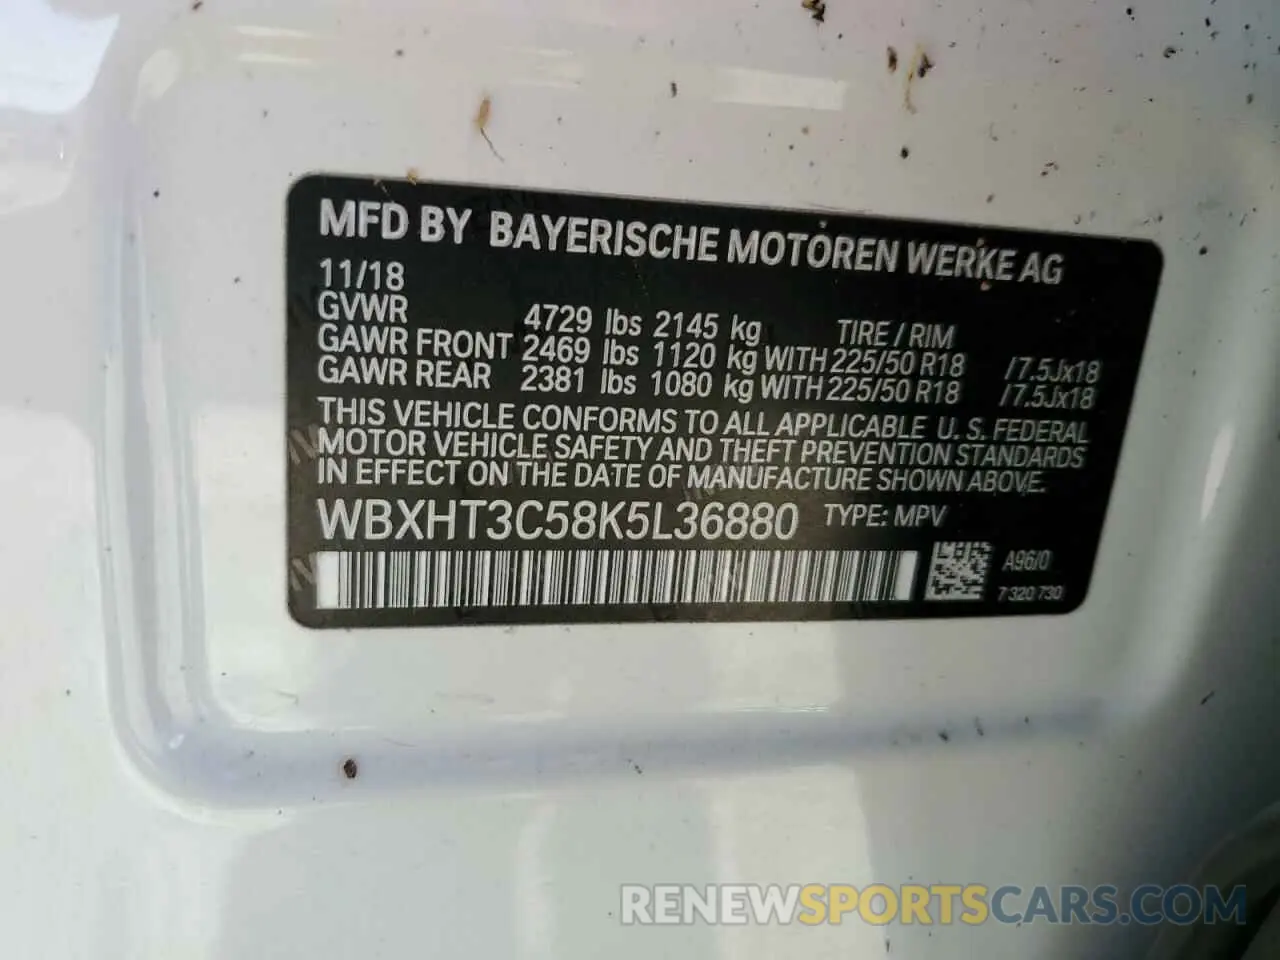 MFD BY BAYERISCHE MOTOREN WERKE AG
11/18
GVWR 4729 lbs 2145 kg TIRE / RIM
GAWR FRONT 2469 lbs 1120 kg WITH 225/50 R18 /7.5Jx18
GAWR REAR 2381 lbs 1080 kg WITH 225/50 R18 /7.5Jx18
THIS VEHICLE CONFORMS TO ALL APPLICABLE U.S. FEDERAL
MOTOR VEHICLE SAFETY AND THEFT PREVENTION STANDARDS
IN EFFECT ON THE DATE OF MANUFACTURE SHOWN ABOVE.
WBXHT3C58K5L36880 TYPE: MPV
A96/0
7 320 730
RENEWSPORTSCARS.COM